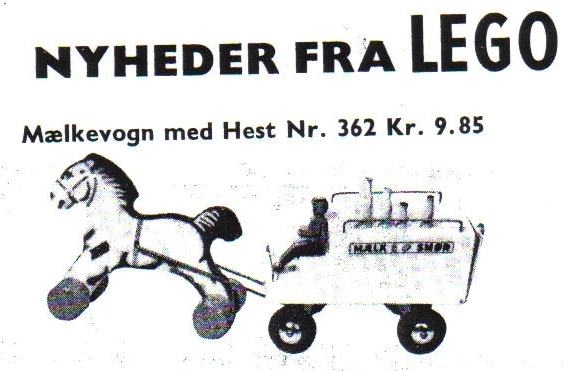 NYHEDER FRA LEGO
Mælkevogn med Hest Nr. 362 Kr. 9.85
MÆLK & SMØR